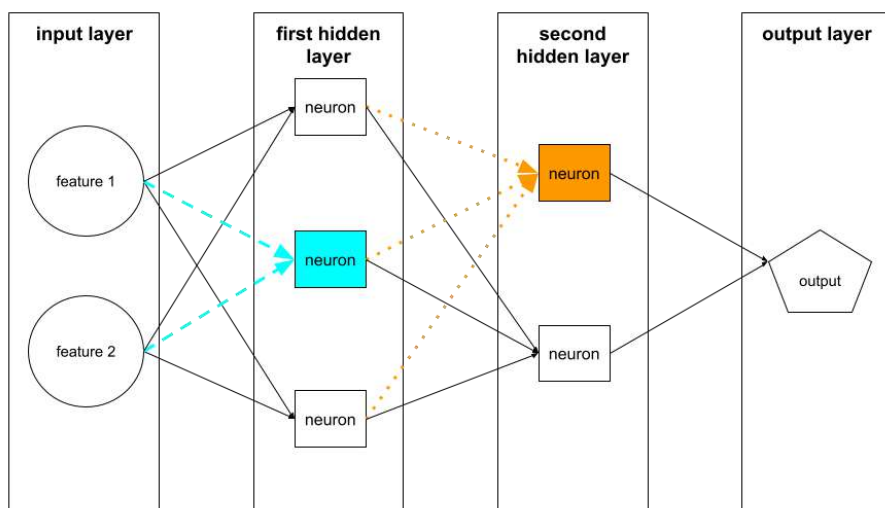 input layer
first hidden
layer
second
hidden layer
output layer
neuron
feature 1
neuron
neuron
output
feature 2
neuron
neuron